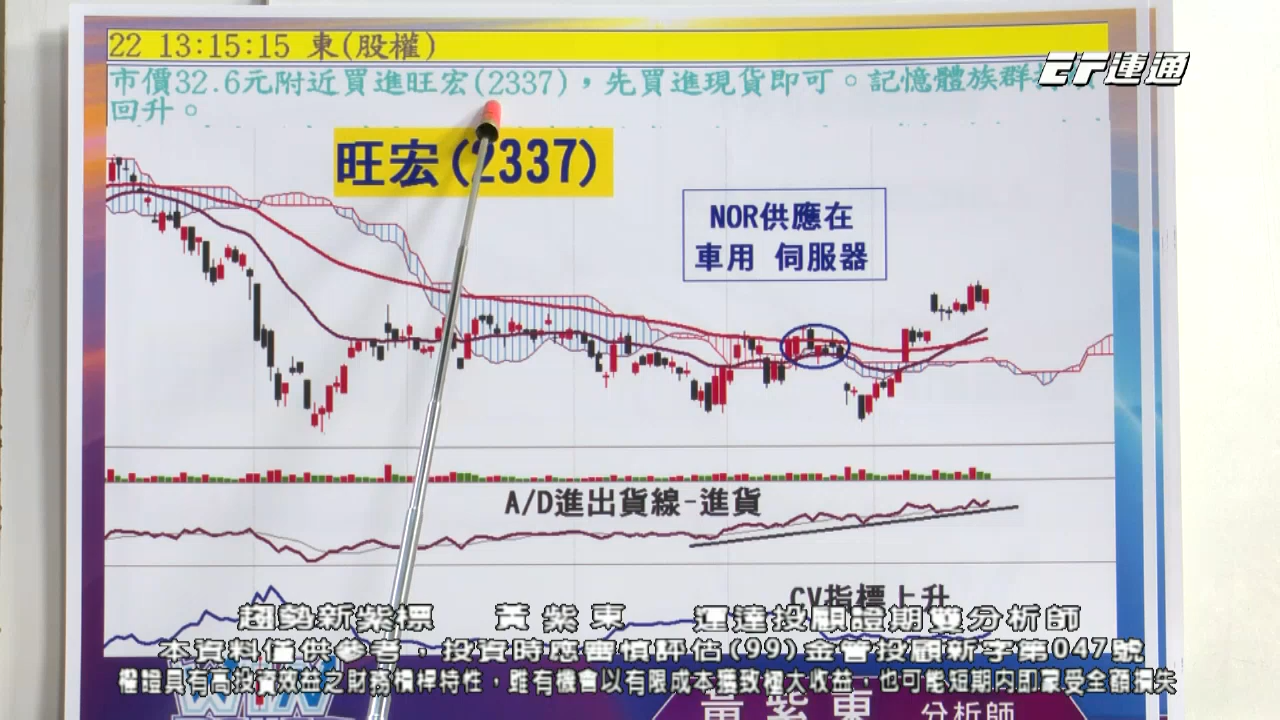 22 13:15:15 東(股權)
EF運通
市價32.6元附近買進旺宏(2337)，先買進現貨即可。記憶體族群
回升。
旺宏(2337)
NOR供應在
車用 伺服器
A/D進出貨線-進貨
CV指標上升
趨勢新紫標 黃紫東 運達投顧證期雙分析師
本資料僅供參考，投資時應審慎評估(99)金管投顧新字第047號
權證具有高投資效益之財務槓桿特性，雖有機會以有限成本獲致極大收益，也可能短期內即蒙受全額損失
WIN
黃紫東 分析師